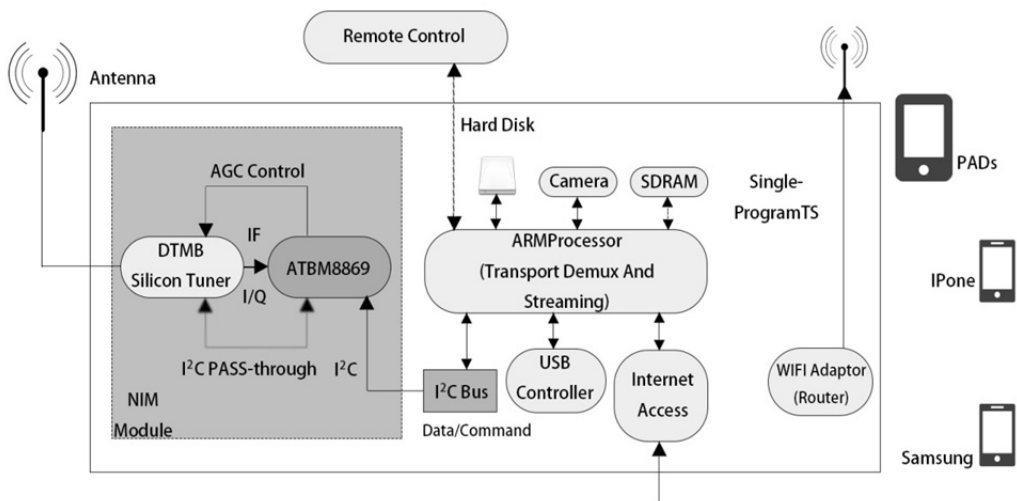 Remote Control
Antenna
Hard Disk
PADs
AGC Control
Camera
SDRAM
Single-
ProgramTS
DTMB
Silicon Tuner
IF
I/Q
ATBM8869
ARMProcessor
(Transport Demux And
Streaming)
IPone
I²C PASS-through
I²C
I²C Bus
USB
Controller
Internet
Access
WIFI Adaptor
(Router)
NIM
Module
Data/Command
Samsung